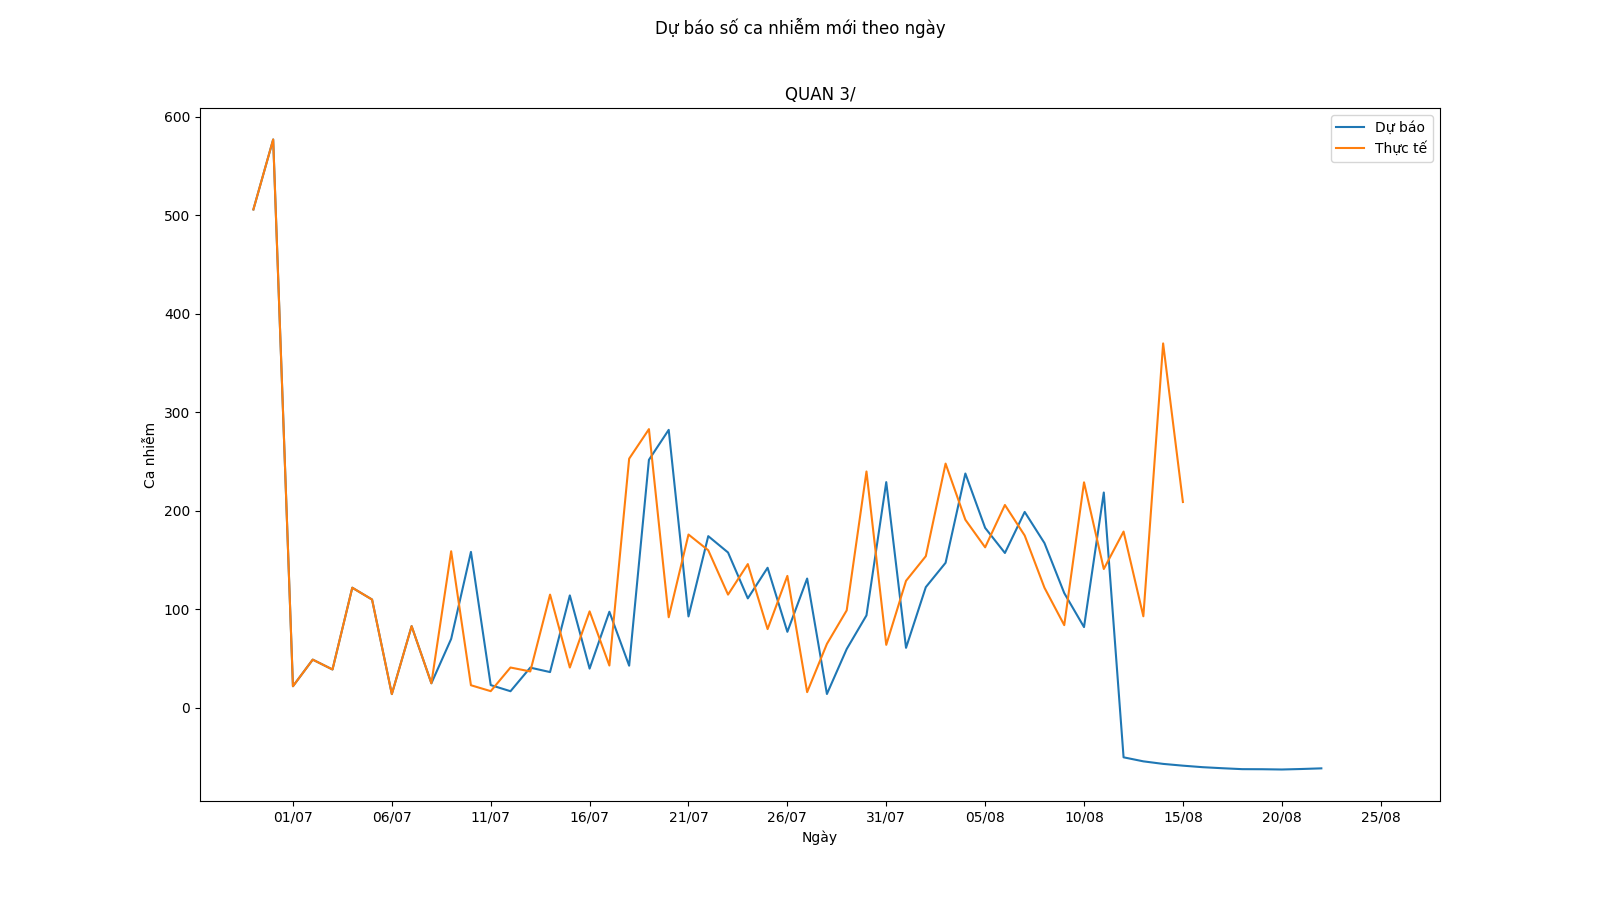 Dự báo số ca nhiễm mới theo ngày
QUAN 3/
Dự báo
Thực tế
600
500
400
300
200
100
0
Ca nhiễm
01/07 06/07 11/07 16/07 21/07 26/07 31/07 05/08 10/08 15/08 20/08 25/08
Ngày